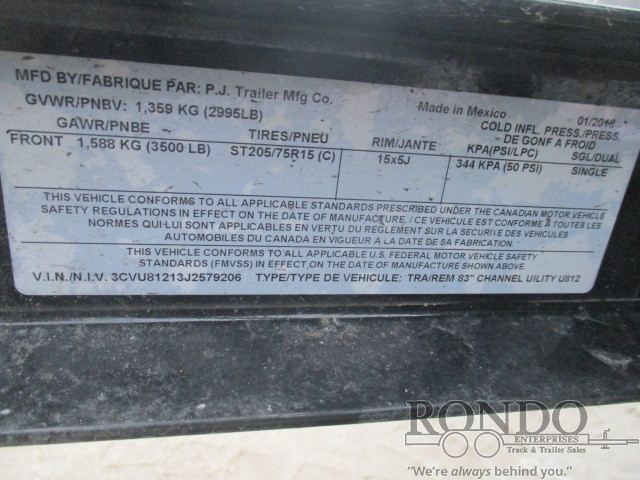 MFD BY/FABRIQUE PAR: P.J. Trailer Mfg Co. Made in Mexico 01/2018
GVWR/PNBV: 1,359 KG (2995LB) COLD INFL. PRESS./PRESS.
GAWR/PNBE TIRES/PNEU RIM/JANTE DE GONF A FROID
KPA(PSI/LPC) SGL/DUAL
FRONT 1,588 KG (3500 LB) ST205/75R15 (C) 15x5J 344 KPA (50 PSI) SINGLE
THIS VEHICLE CONFORMS TO ALL APPLICABLE STANDARDS PRESCRIBED UNDER THE CANADIAN MOTOR VEHICLE
SAFETY REGULATIONS IN EFFECT ON THE DATE OF MANUFACTURE / CE VEHICULE EST CONFORME A TOUTES LES
NORMES QUI LUI SONT APPLICABLES EN VERTU DU REGLEMENT SUR LA SECURITE DES VEHICULES
AUTOMOBILES DU CANADA EN VIGUEUR A LA DATE DE SA FABRICATION.
THIS VEHICLE CONFORMS TO ALL APPLICABLE U.S. FEDERAL MOTOR VEHICLE SAFETY
STANDARDS (FMVSS) IN EFFECT ON THE DATE OF MANUFACTURE SHOWN ABOVE.
V.I.N./N.I.V. 3CVU81213J2579206 TYPE/TYPE DE VEHICULE: TRA/REM 83" CHANNEL UILITY U812
RONDO
ENTERPRISES
Truck & Trailer Sales
"We're always behind you."